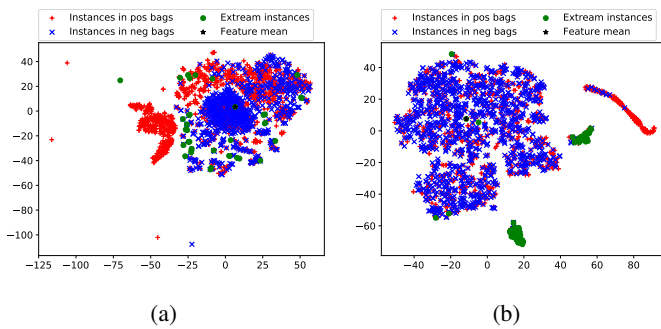 Instances in pos bags
Extream instances
Instances in neg bags
Feature mean
40
20
0
−20
−40
−60
−80
−100
−125
−100
−75
−50
−25
0
25
50
(a)
Instances in pos bags
Extream instances
Instances in neg bags
Feature mean
40
20
0
−20
−40
−60
−40
−20
0
20
40
60
80
(b)